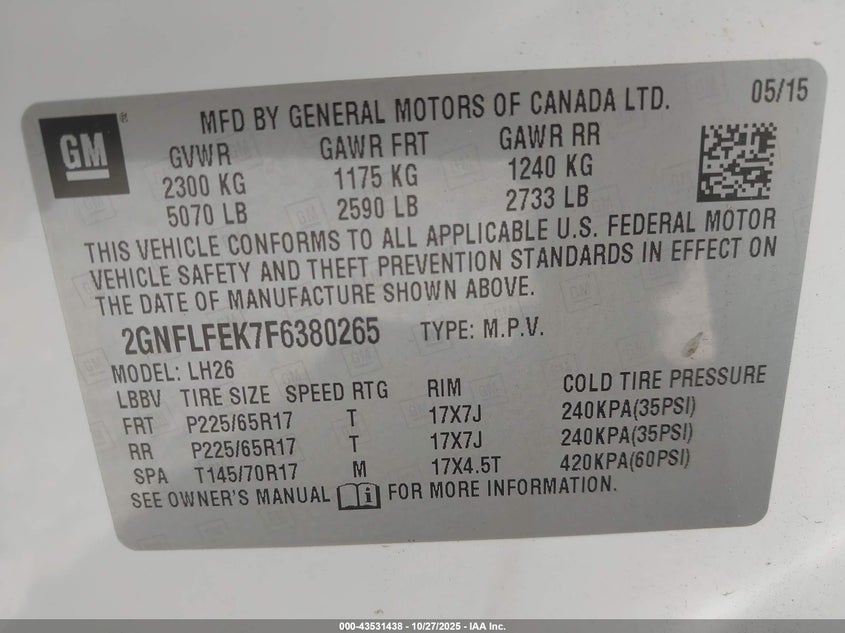 GM
MFD BY GENERAL MOTORS OF CANADA LTD. 05/15
GVWR GAWR FRT GAWR RR
2300 KG 1175 KG 1240 KG
5070 LB 2590 LB 2733 LB
THIS VEHICLE CONFORMS TO ALL APPLICABLE U.S. FEDERAL MOTOR
VEHICLE SAFETY AND THEFT PREVENTION STANDARDS IN EFFECT ON
THE DATE OF MANUFACTURE SHOWN ABOVE.
2GNFLFEK7F6380265 TYPE: M.P.V.
MODEL: LH26
LBBV TIRE SIZE SPEED RTG RIM COLD TIRE PRESSURE
FRT P225/65R17 T 17X7J 240KPA(35PSI)
RR P225/65R17 T 17X7J 240KPA(35PSI)
SPA T145/70R17 M 17X4.5T 420KPA(60PSI)
SEE OWNER'S MANUAL i FOR MORE INFORMATION.
000-43531438 - 10/27/2025 - IAA Inc.